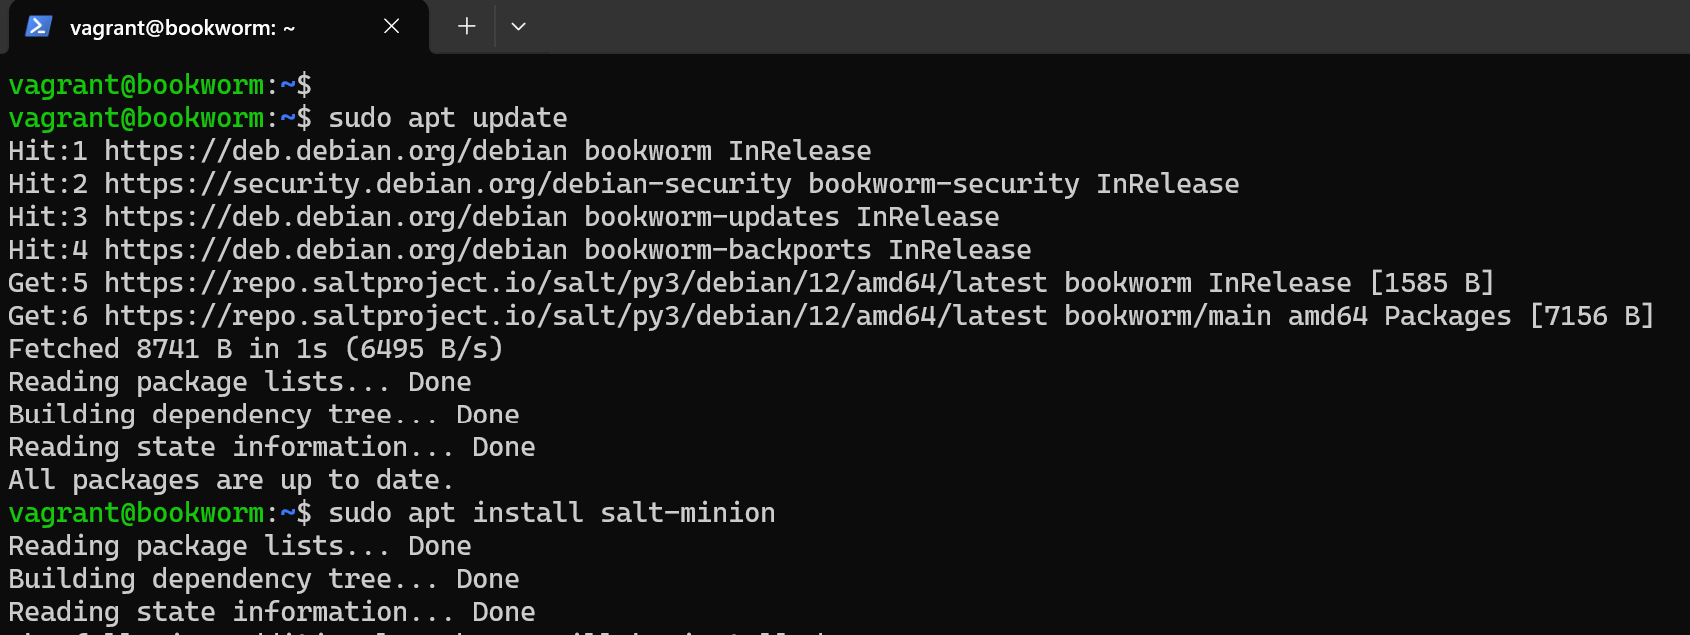 vagrant@bookworm: ~
vagrant@bookworm:~$
vagrant@bookworm:~$ sudo apt update
Hit:1 https://deb.debian.org/debian bookworm InRelease
Hit:2 https://security.debian.org/debian-security bookworm-security InRelease
Hit:3 https://deb.debian.org/debian bookworm-updates InRelease
Hit:4 https://deb.debian.org/debian bookworm-backports InRelease
Get:5 https://repo.saltproject.io/salt/py3/debian/12/amd64/latest bookworm InRelease [1585 B]
Get:6 https://repo.saltproject.io/salt/py3/debian/12/amd64/latest bookworm/main amd64 Packages [7156 B]
Fetched 8741 B in 1s (6495 B/s)
Reading package lists... Done
Building dependency tree... Done
Reading state information... Done
All packages are up to date.
vagrant@bookworm:~$ sudo apt install salt-minion
Reading package lists... Done
Building dependency tree... Done
Reading state information... Done